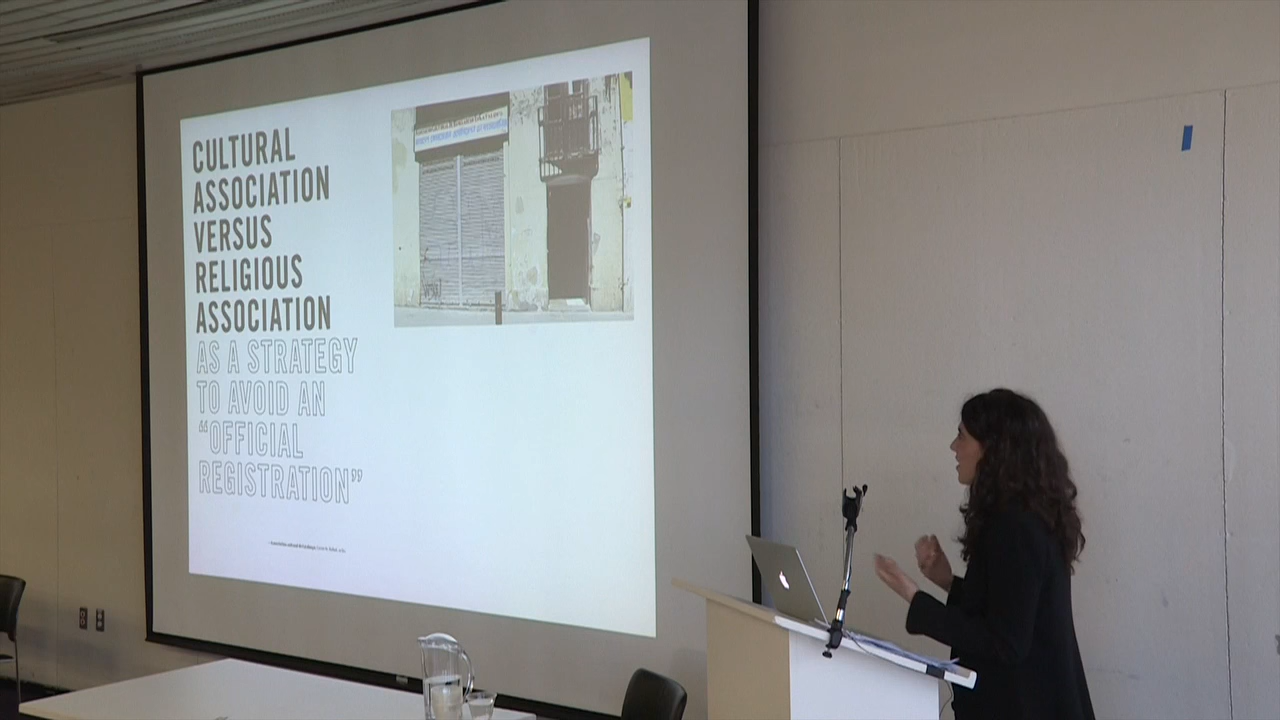 CULTURAL
ASSOCIATION
VERSUS
RELIGIOUS
ASSOCIATION
AS A STRATEGY
TO AVOID AN
“OFFICIAL
REGISTRATION”